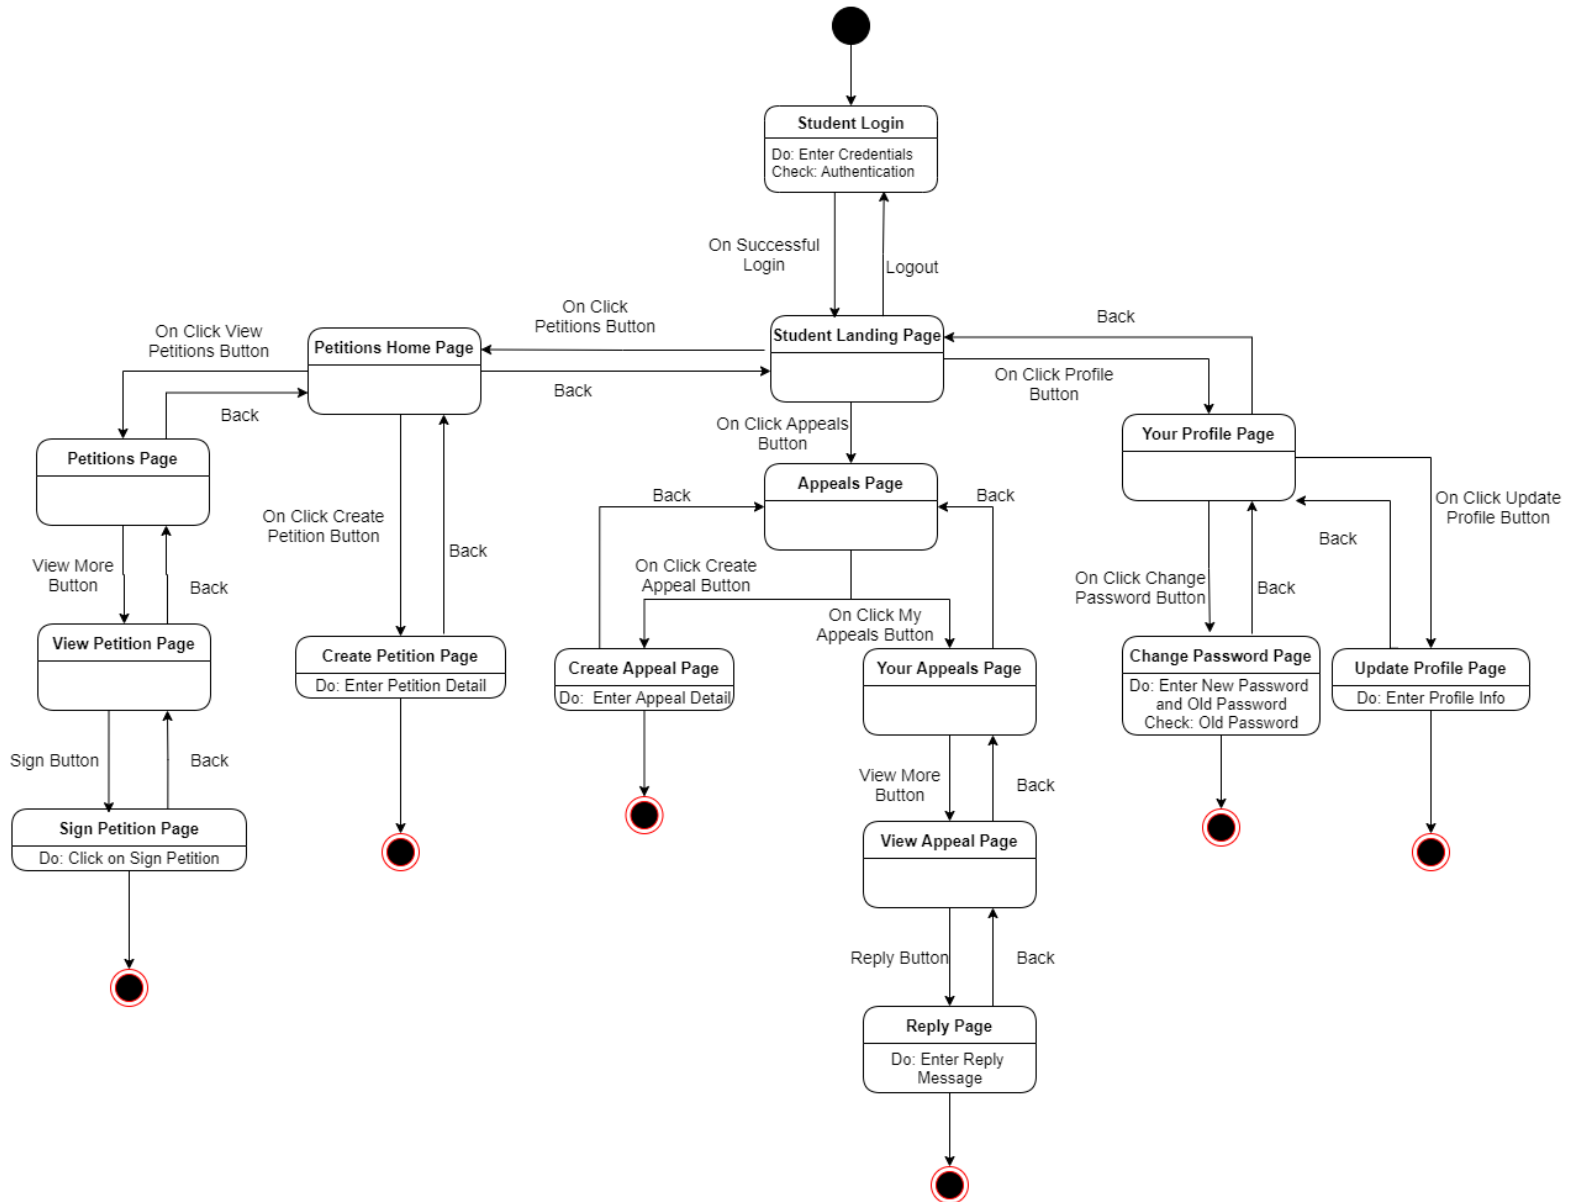 Student Login
Do: Enter Credentials
Check: Authentication
On Successful
Login
Logout
On Click
Petitions Button
On Click View
Petitions Button
Petitions Home Page
Student Landing Page
Back
Back
Back
On Click Profile
Button
On Click Appeals
Button
Petitions Page
Your Profile Page
Appeals Page
Back
Back
On Click Create
Petition Button
Back
On Click Update
Profile Button
Back
View More
Button
Back
On Click Create
Appeal Button
On Click My
Appeals Button
On Click Change
Password Button
Back
View Petition Page
Create Petition Page
Do: Enter Petition Detail
Create Appeal Page
Do:  Enter Appeal Detail
Your Appeals Page
Change Password Page
Do: Enter New Password
and Old Password
Check: Old Password
Update Profile Page
Do: Enter Profile Info
Sign Button
Back
View More
Button
Back
Sign Petition Page
Do: Click on Sign Petition
View Appeal Page
Reply Button
Back
Reply Page
Do: Enter Reply
Message